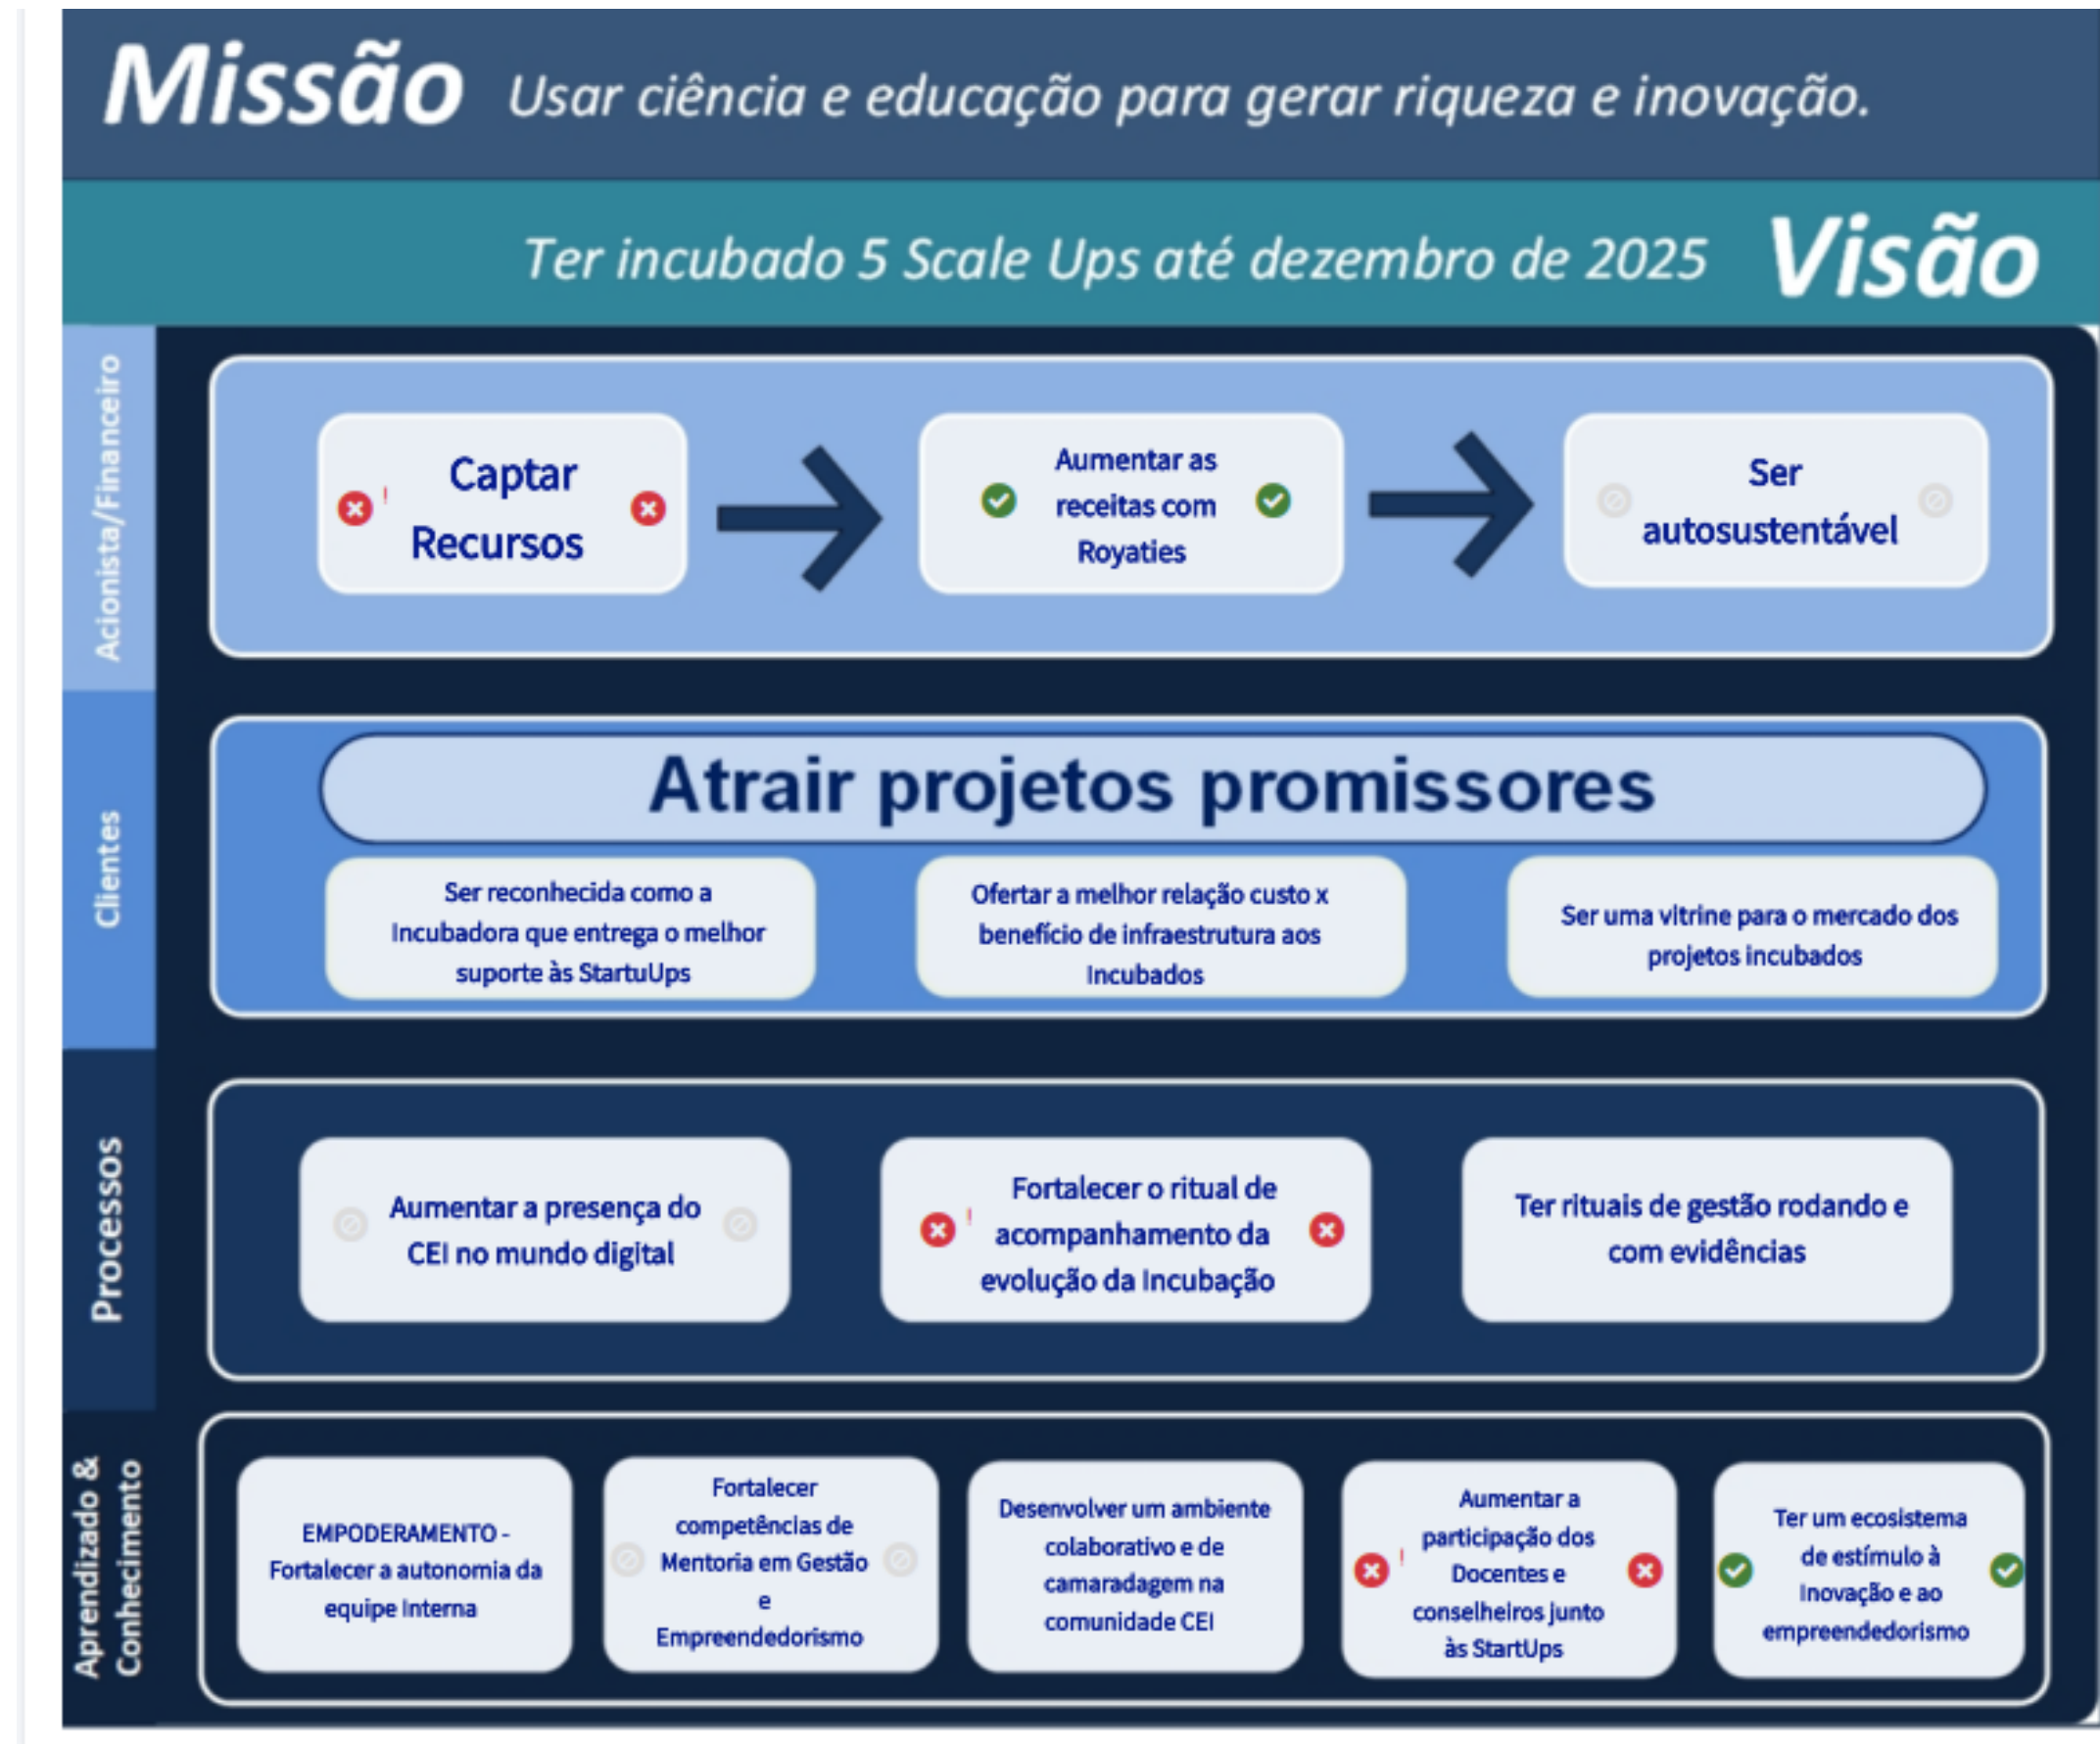 Missão Usar ciência e educação para gerar riqueza e inovação.
Ter incubado 5 Scale Ups até dezembro de 2025 Visão
Acionista/Financeiro
Captar
Recursos
!
Aumentar as
receitas com
Royaties
Ser
autosustentável
Clientes
Atrair projetos promissores
Ser reconhecida como a
Incubadora que entrega o melhor
suporte às StartuUps
Ofertar a melhor relação custo x
benefício de infraestrutura aos
Incubados
Ser uma vitrine para o mercado dos
projetos incubados
Processos
Aumentar a presença do
CEI no mundo digital
!
Fortalecer o ritual de
acompanhamento da
evolução da Incubação
Ter rituais de gestão rodando e
com evidências
Aprendizado &
Conhecimento
EMPODERAMENTO -
Fortalecer a autonomia da
equipe Interna
Fortalecer
competências de
Mentoria em Gestão
e
Empreendedorismo
Desenvolver um ambiente
colaborativo e de
camaradagem na
comunidade CEI
!
Aumentar a
participação dos
Docentes e
conselheiros junto
às StartUps
Ter um ecosistema
de estímulo à
Inovação e ao
empreendedorismo